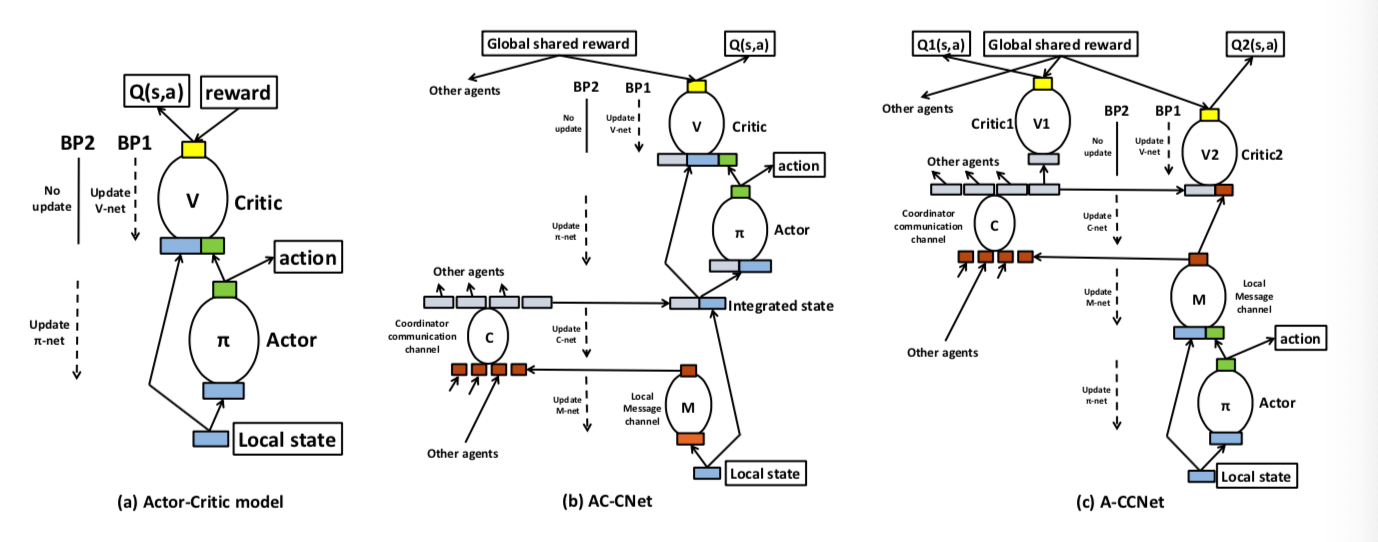 Q(s,a)
reward
BP2
BP1
No
update
Update
V-net
V
Critic
action
Update
π-net
π
Actor
Local state
(a) Actor-Critic model
Global shared reward
Q(s,a)
Other agents
BP2
BP1
No
update
Update
V-net
V
Critic
action
Update
π-net
π
Actor
Other agents
Integrated state
Coordinator
communication
channel
C
Update
C-net
Update
M-net
Local
Message
channel
M
Other agents
Local state
(b) AC-CNet
Q1(s,a)
Global shared reward
Q2(s,a)
Other agents
Critic1
V1
BP2
BP1
No
update
Update
V-net
V2
Critic2
Other agents
Coordinator
communication
channel
C
Update
C-net
Update
M-net
M
Local
Message
channel
Other agents
action
Update
π-net
π
Actor
Local state
(c) A-CCNet